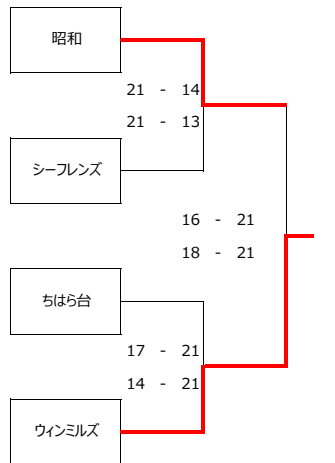 昭和
21 - 14
21 - 13
シーフレンズ
16 - 21
18 - 21
ちはら台
17 - 21
14 - 21
ウィンミルズ